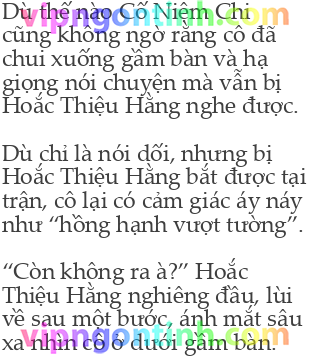 Dù thế nào Cố Niệm Chi
cũng không ngờ rằng cô đã
chui xuống gầm bàn và hạ
giọng nói chuyện mà vẫn bị
Hoắc Thiệu Hằng nghe được.
Dù chỉ là nói dối, nhưng bị
Hoắc Thiệu Hằng bắt được tại
trận, cô lại có cảm giác áy náy
như “hồng hạnh vượt tường”.
“Còn không ra à?” Hoắc
Thiệu Hằng nghiêng đầu, lùi
về sau một bước, ánh mắt sâu
xa nhìn cô ở dưới gầm bàn.
vipngontinh.com
vipngontinh.com